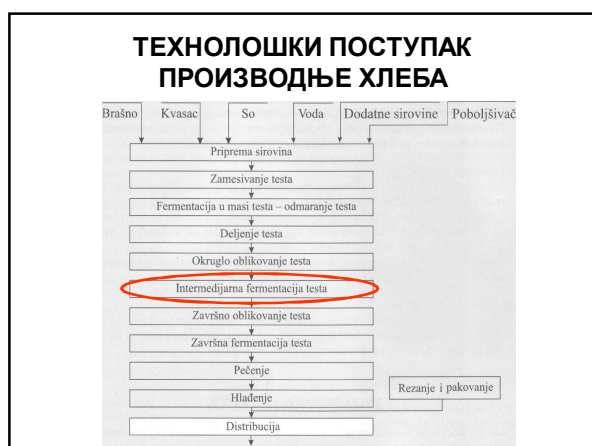 ТЕХНОЛОШКИ ПОСТУПАК
ПРОИЗВОДЊЕ ХЛЕБА
Brašno Kvasac So Voda Dodatne sirovine Poboljšivač
Priprema sirovina
Zamesivanje testa
Fermentacija u masi testa – odmaranje testa
Deljenje testa
Okruglo oblikovanje testa
Intermedijarna fermentacija testa
Završno oblikovanje testa
Završna fermentacija testa
Pečenje
Rezanje i pakovanje
Hlađenje
Distribucija